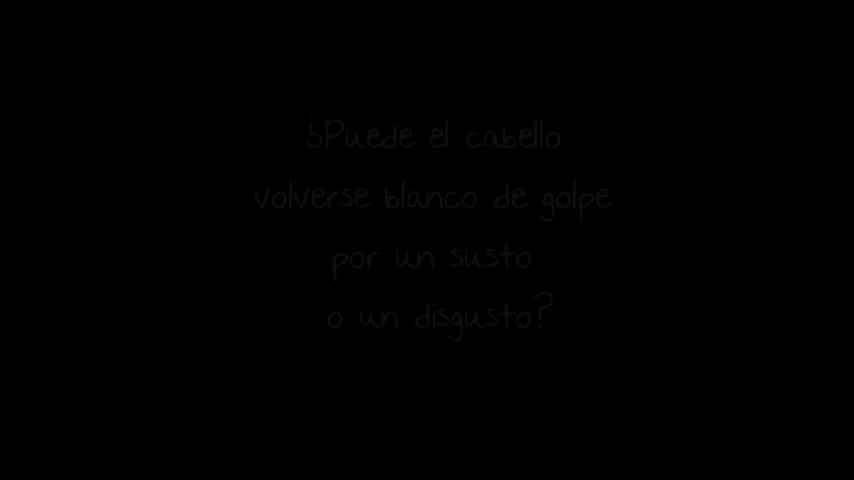 ¿Puede el cabello
volverse blanco de golpe
por un susto
o un disgusto?